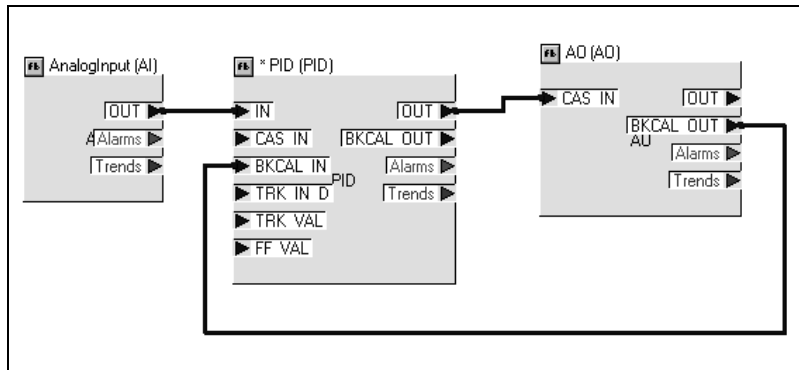 AnalogInput (AI)
OUT
Alarms
Trends
* PID (PID)
IN
CAS IN
BKCAL IN
TRK IN D
TRK VAL
FF VAL
OUT
BKCAL OUT
Alarms
Trends
PID
AO (AO)
CAS IN
OUT
BKCAL OUT
Alarms
Trends